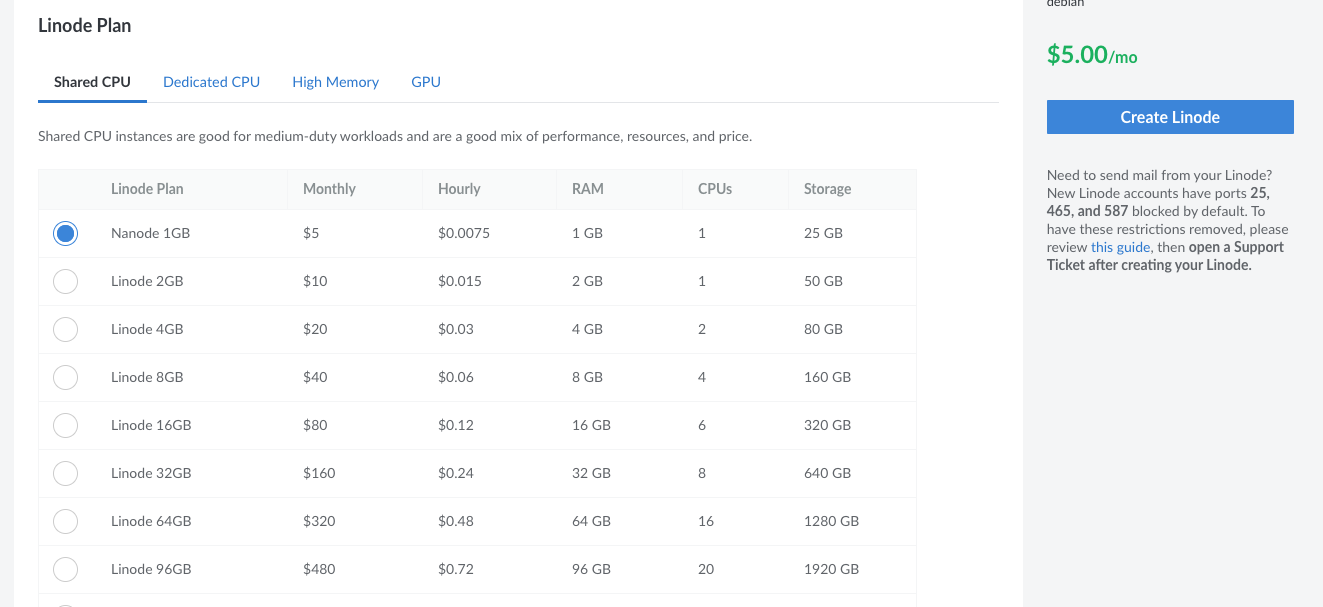 Linode Plan
Shared CPU Dedicated CPU High Memory GPU
Shared CPU instances are good for medium-duty workloads and are a good mix of performance, resources, and price.
Linode Plan Monthly Hourly RAM CPUs Storage
Nanode 1GB $5 $0.0075 1 GB 1 25 GB
Linode 2GB $10 $0.015 2 GB 1 50 GB
Linode 4GB $20 $0.03 4 GB 2 80 GB
Linode 8GB $40 $0.06 8 GB 4 160 GB
Linode 16GB $80 $0.12 16 GB 6 320 GB
Linode 32GB $160 $0.24 32 GB 8 640 GB
Linode 64GB $320 $0.48 64 GB 16 1280 GB
Linode 96GB $480 $0.72 96 GB 20 1920 GB
debian
$5.00/mo
Create Linode
Need to send mail from your Linode?
New Linode accounts have ports 25,
465, and 587 blocked by default. To
have these restrictions removed, please
review this guide, then open a Support
Ticket after creating your Linode.